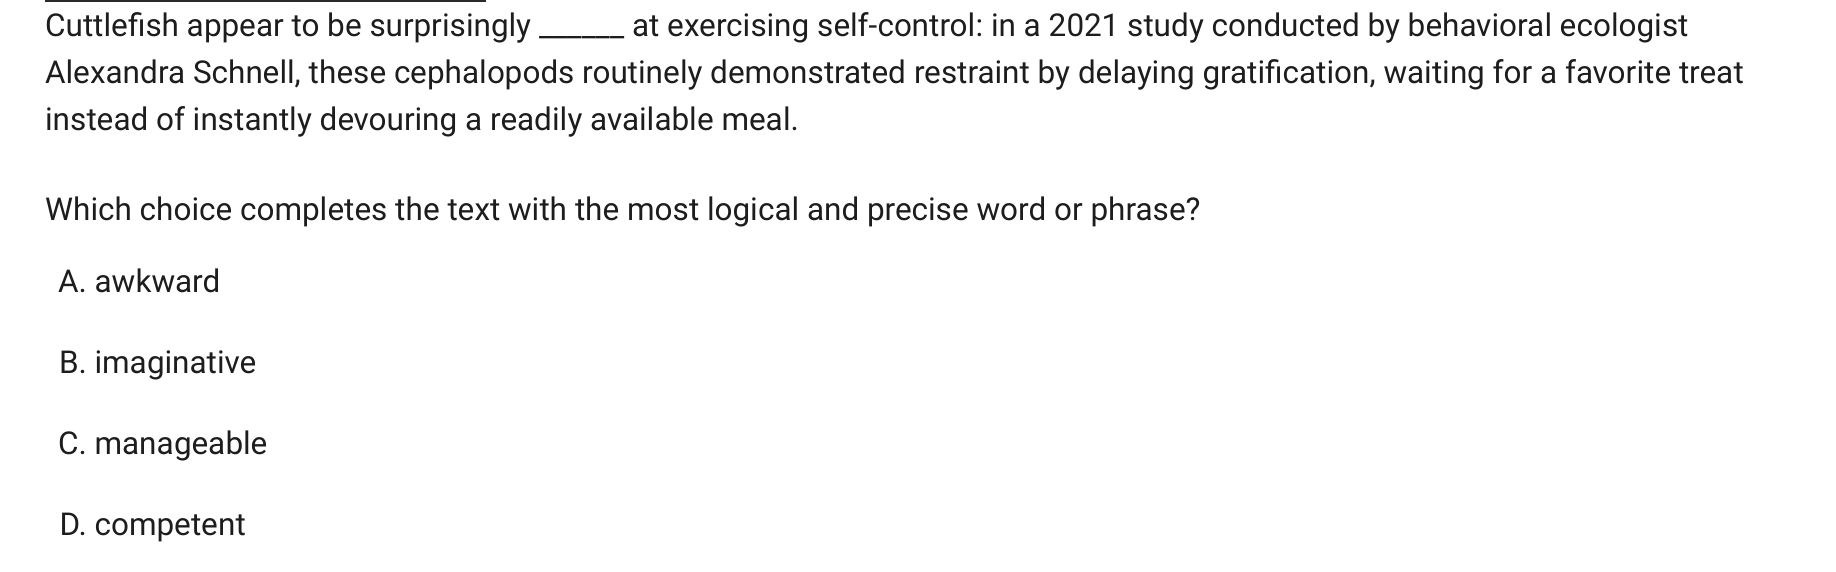 Cuttlefish appear to be surprisingly ______ at exercising self-control: in a 2021 study conducted by behavioral ecologist
Alexandra Schnell, these cephalopods routinely demonstrated restraint by delaying gratification, waiting for a favorite treat
instead of instantly devouring a readily available meal.
Which choice completes the text with the most logical and precise word or phrase?
A. awkward
B. imaginative
C. manageable
D. competent